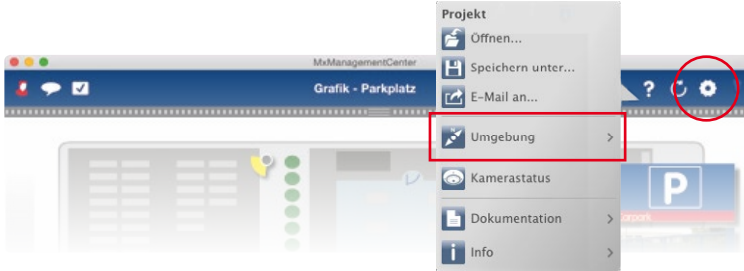 Projekt
Öffnen...
MxManagementCenter
Speichern unter...
Grafik - Parkplatz
?
E-Mail an...
Umgebung
Kamerastatus
P
Dokumentation
Carpark
i Info